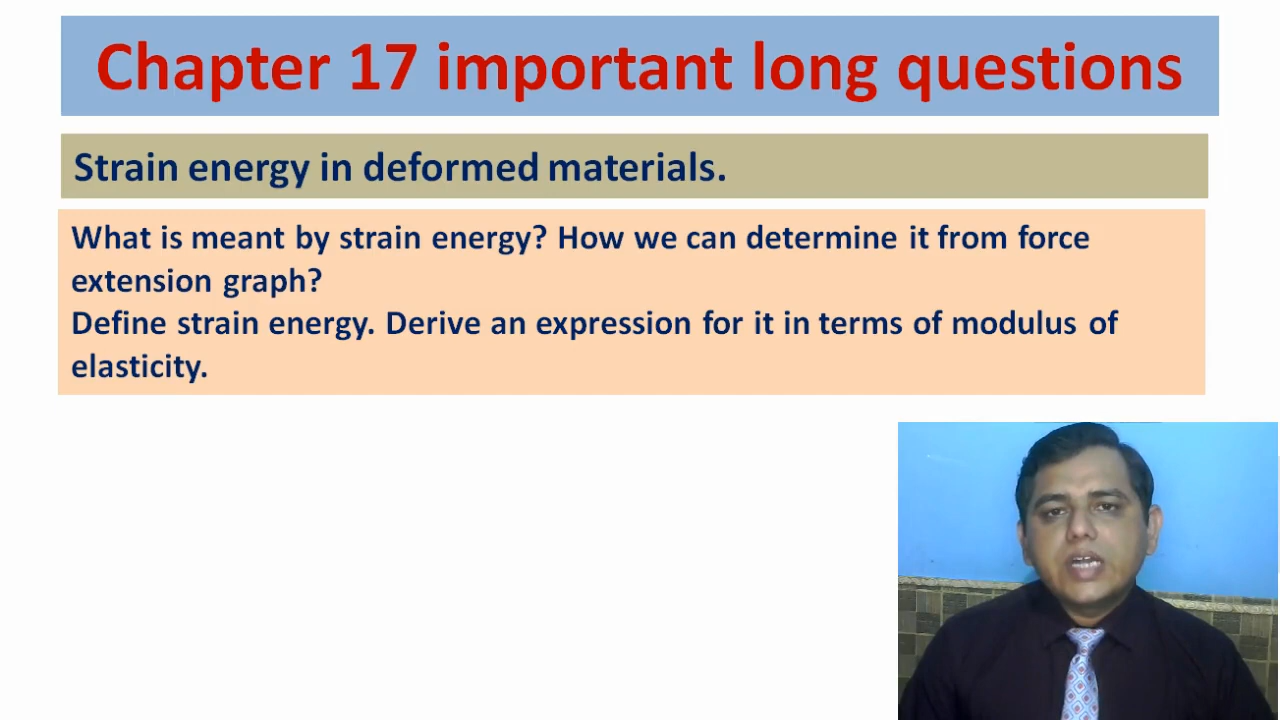 Chapter 17 important long questions
Strain energy in deformed materials.
What is meant by strain energy? How we can determine it from force
extension graph?
Define strain energy. Derive an expression for it in terms of modulus of
elasticity.